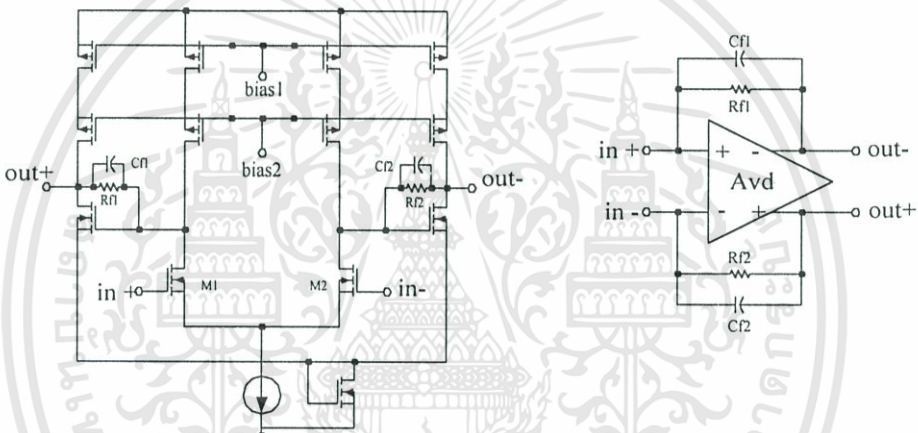 bias1
bias2
out+
Cf1
Rf1
Cf2
Rf2
out-
in +
M1
M2
in-
Cf1
Rf1
in +
+ -
out-
Avd
in -
- +
out+
Rf2
Cf2